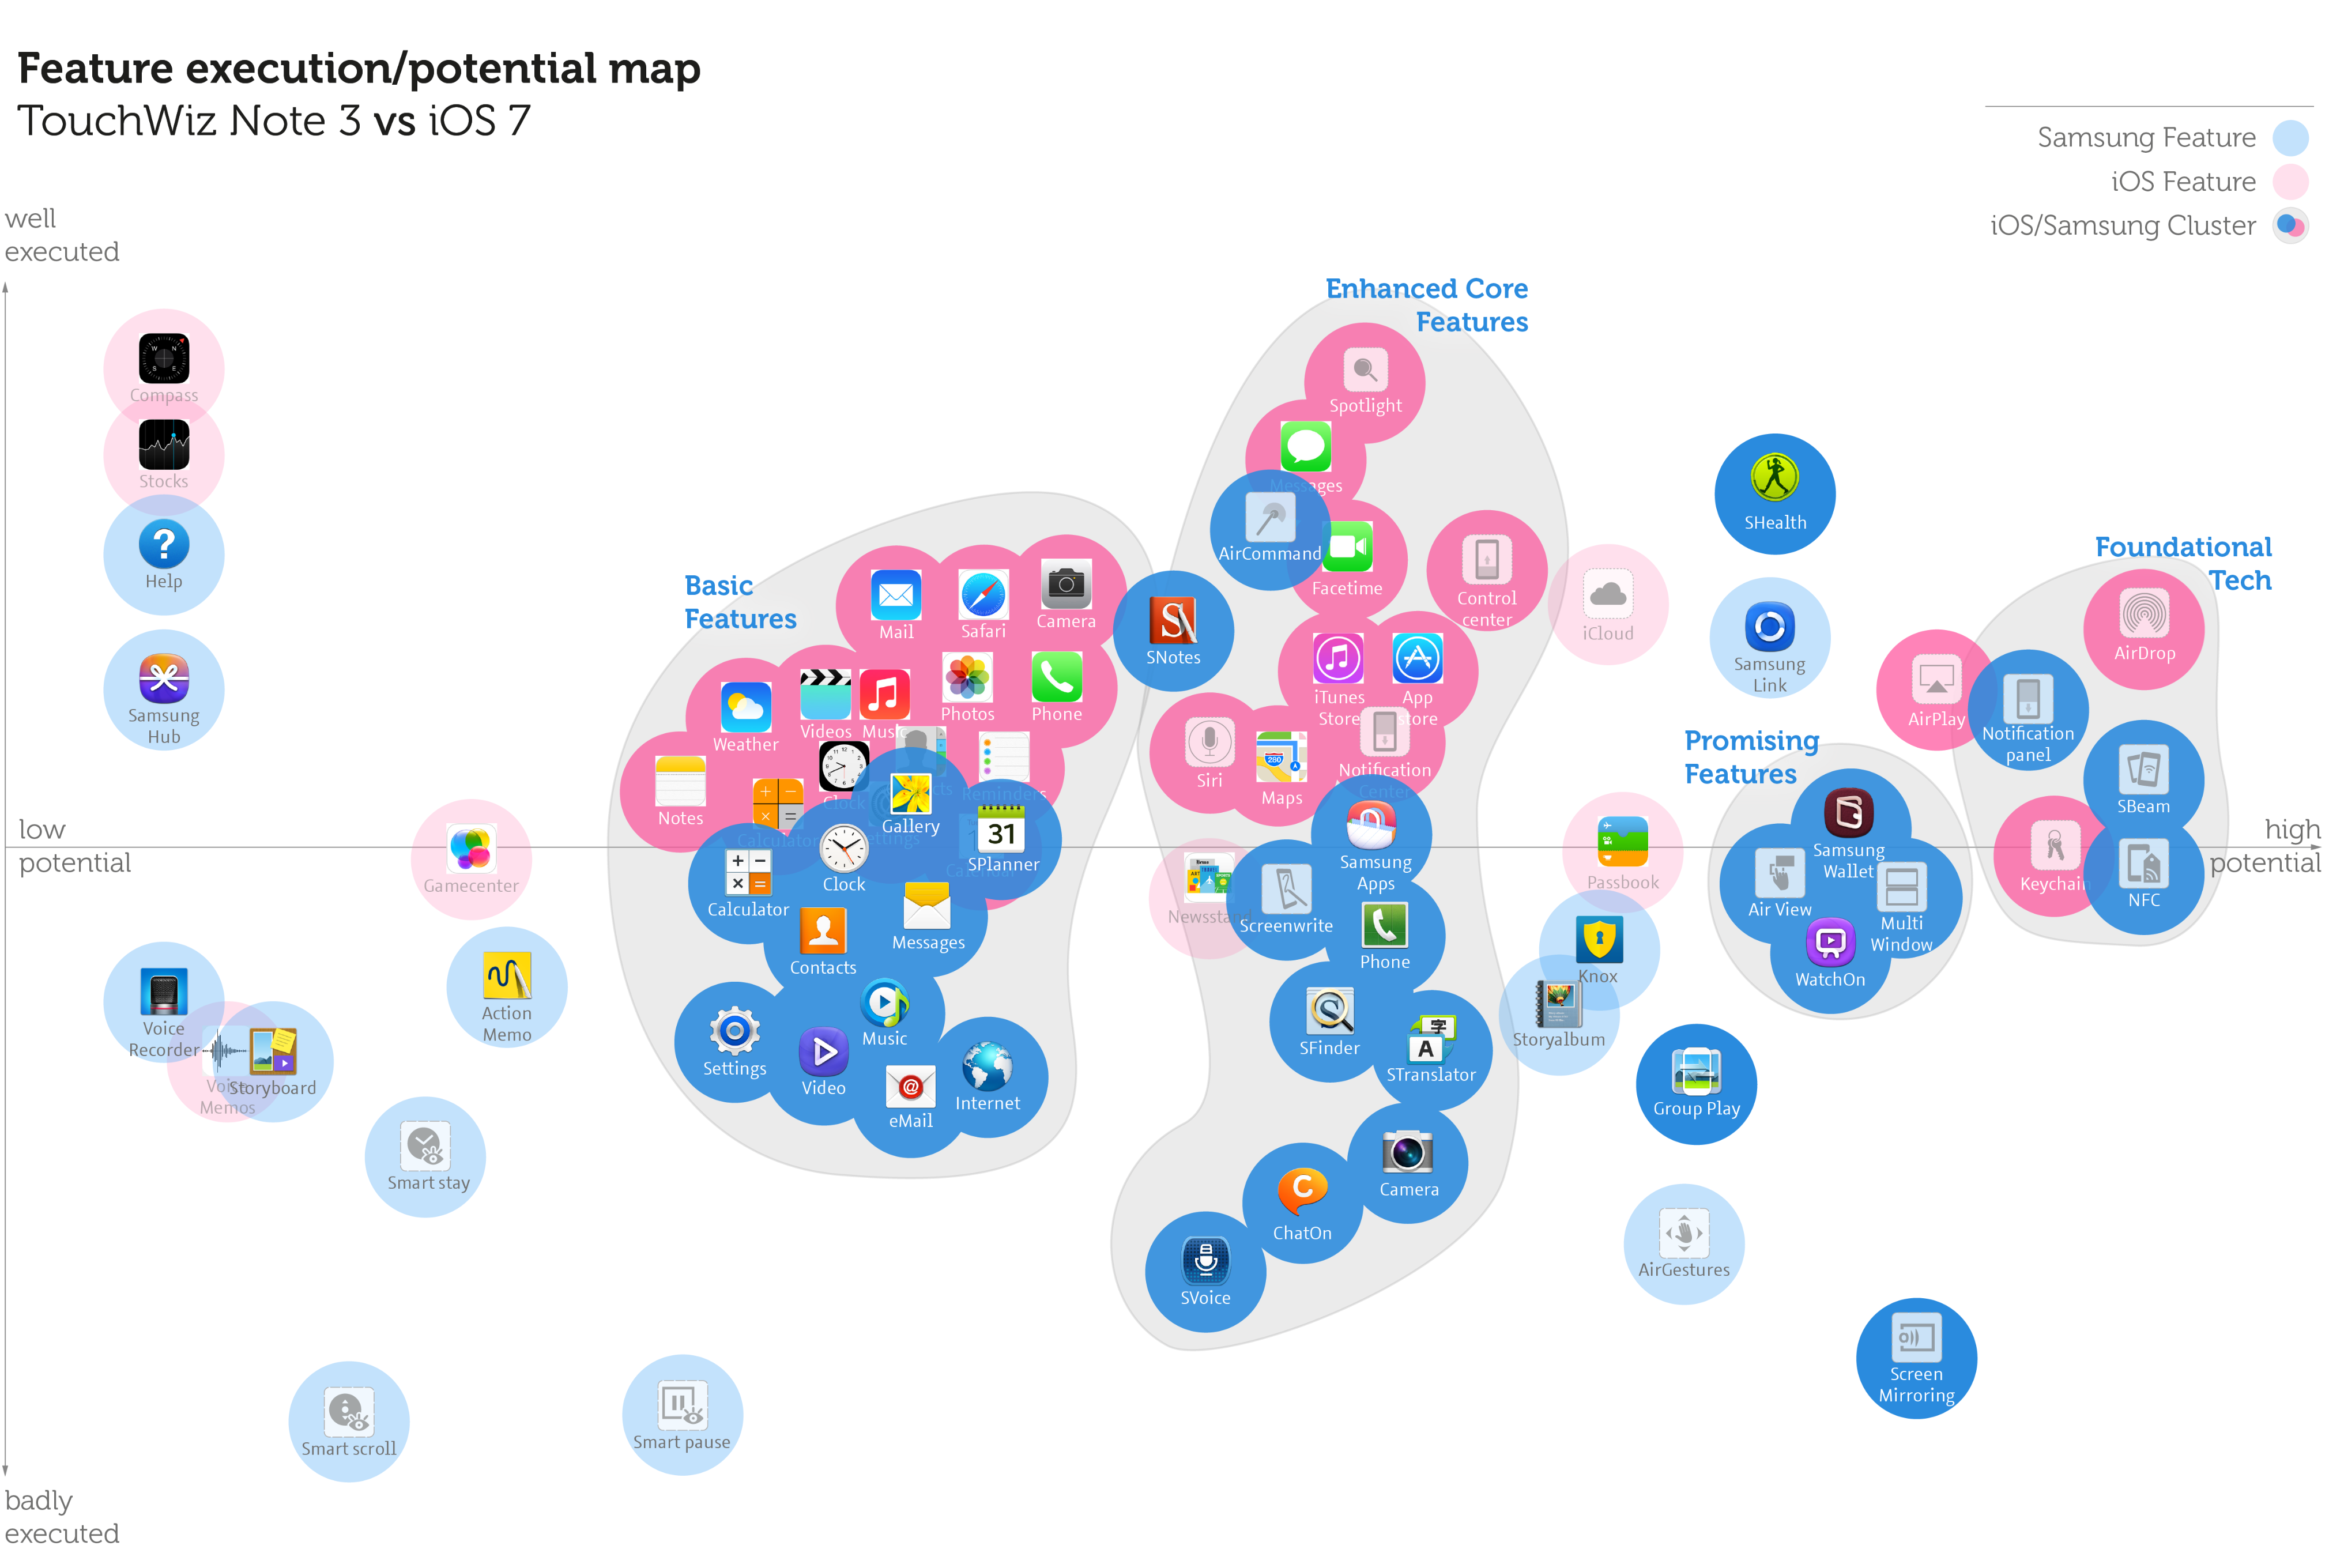 Feature execution/potential map
TouchWiz Note 3 vs iOS 7
Samsung Feature
iOS Feature
iOS/Samsung Cluster
well
executed
low
potential
high
potential
badly
executed
Compass
Stocks
Help
Samsung
Hub
Gamecenter
Voice
Recorder
Voice
Memos
Storyboard
Action
Memo
Smart stay
Smart scroll
Smart pause
Basic
Features
Mail
Safari
Camera
Weather
Videos
Music
Photos
Phone
Notes
Clock
Reminders
Calculator
Settings
Calendar
Gallery
31
SPlanner
Calculator
Clock
Contacts
Messages
Settings
Video
Music
eMail
Internet
Enhanced Core
Features
Spotlight
Messages
AirCommand
Facetime
Control
center
SNotes
iTunes
Store
App
Store
Siri
280
Maps
Notification
Center
Samsung
Apps
Newsstand
Screenwrite
Phone
SFinder
字
A
STranslator
Camera
ChatOn
SVoice
iCloud
SHealth
Samsung
Link
Passbook
Knox
Storyalbum
Group Play
AirGestures
Screen
Mirroring
Promising
Features
Samsung
Wallet
Air View
Multi
Window
WatchOn
Foundational
Tech
AirDrop
AirPlay
Notification
panel
SBeam
Keychain
NFC